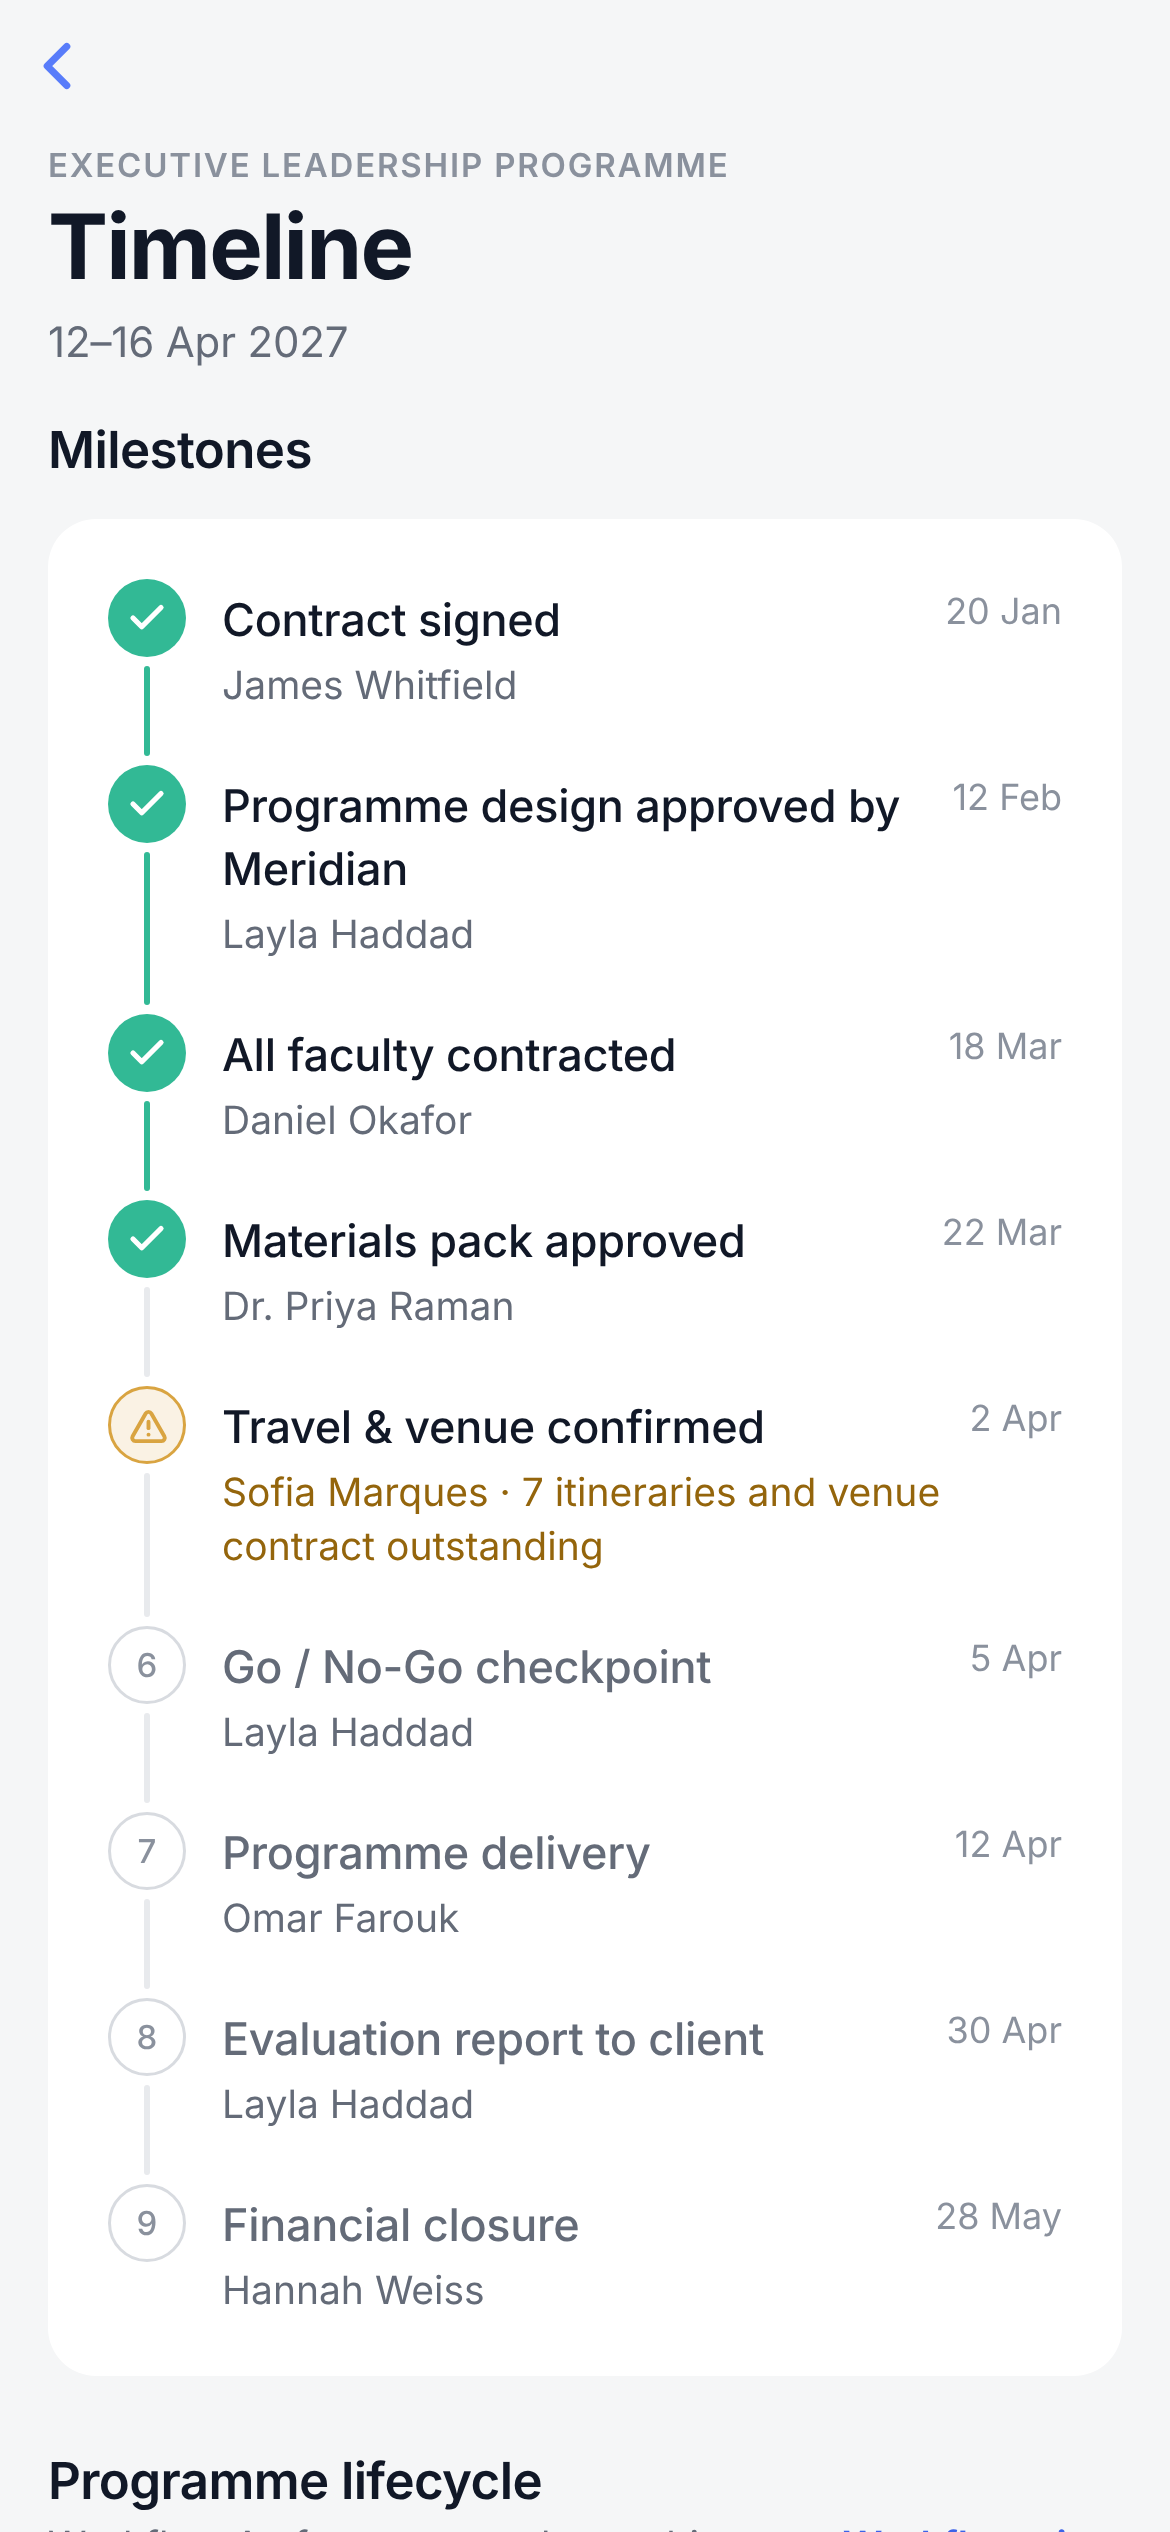 EXECUTIVE LEADERSHIP PROGRAMME
Timeline
12–16 Apr 2027
Milestones
Contract signed
20 Jan
James Whitfield
Programme design approved by
12 Feb
Meridian
Layla Haddad
All faculty contracted
18 Mar
Daniel Okafor
Materials pack approved
22 Mar
Dr. Priya Raman
Travel & venue confirmed
2 Apr
Sofia Marques · 7 itineraries and venue
contract outstanding
6
Go / No-Go checkpoint
5 Apr
Layla Haddad
7
Programme delivery
12 Apr
Omar Farouk
8
Evaluation report to client
30 Apr
Layla Haddad
9
Financial closure
28 May
Hannah Weiss
Programme lifecycle